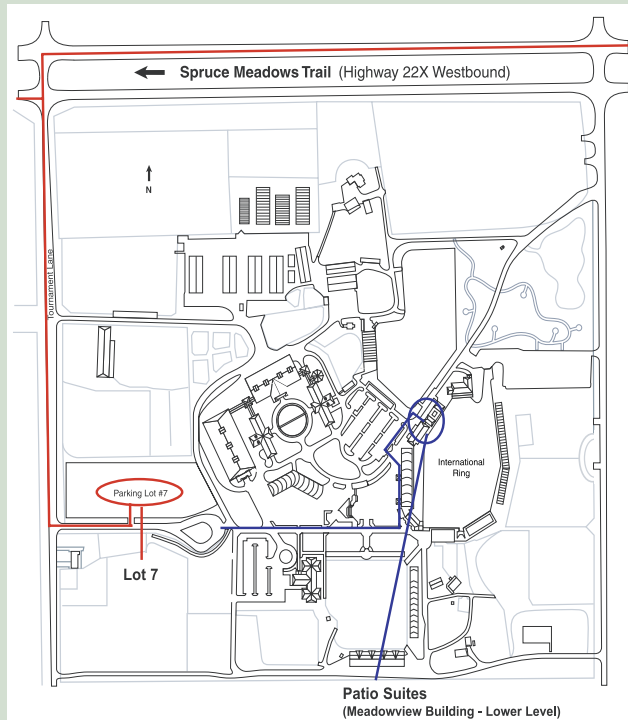 Spruce Meadows Trail (Highway 22X Westbound)
N
Tournament Lane
International
Ring
Parking Lot #7
Lot 7
Patio Suites
(Meadowview Building - Lower Level)